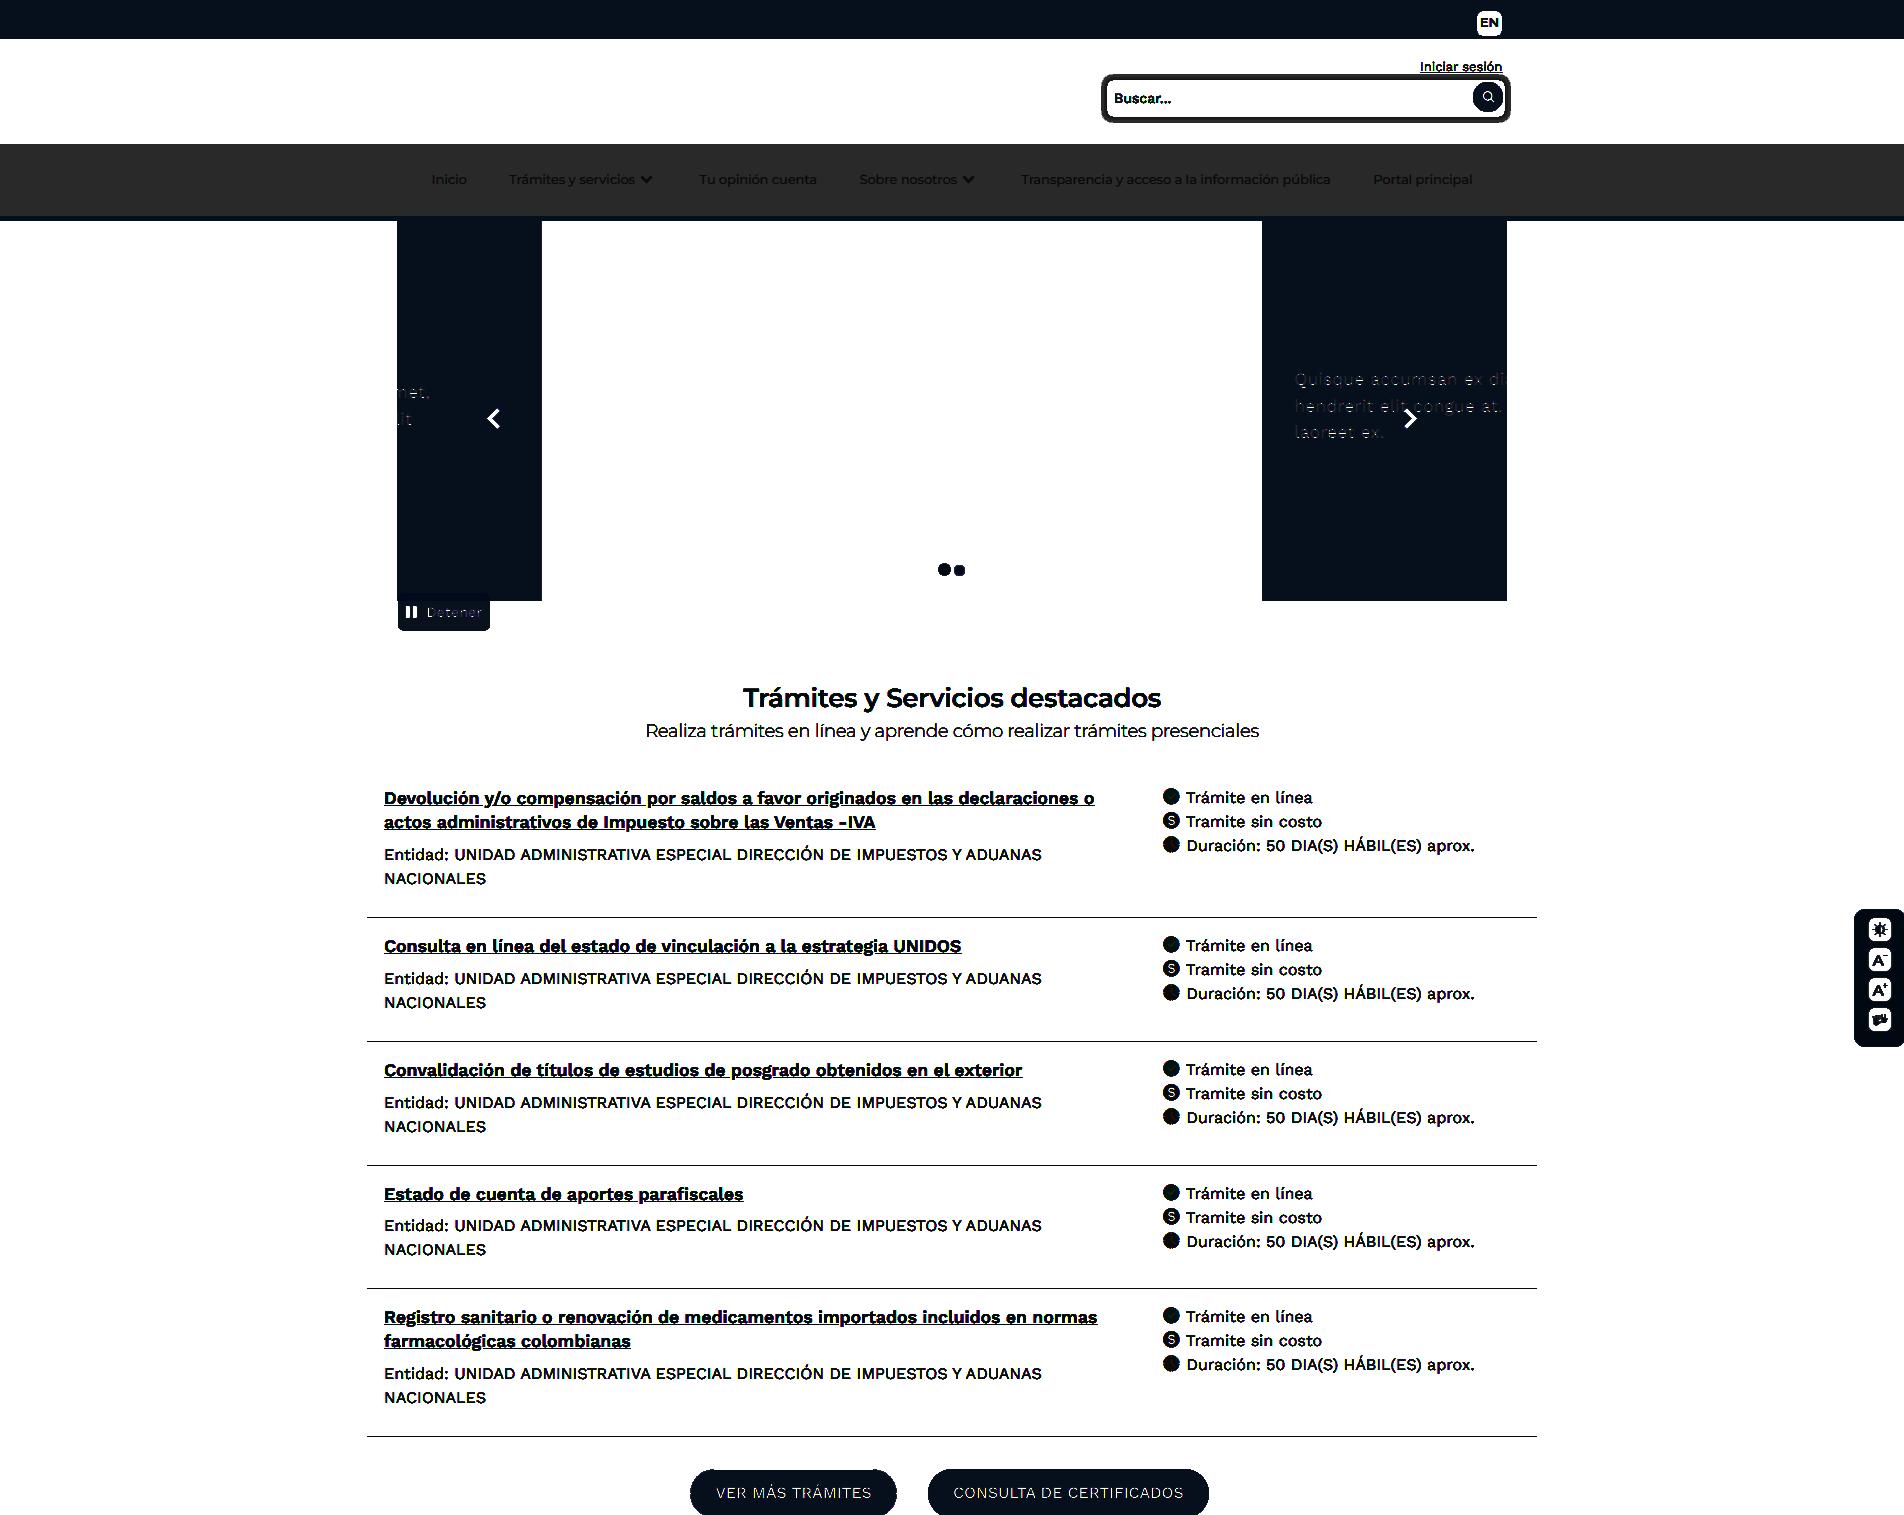 EN
Iniciar sesión
Buscar...
Inicio Trámites y servicios Tu opinión cuenta Sobre nosotros Transparencia y acceso a la información pública Portal principal
met,
Quisque accumsan ex
hendrerit elit congue at,
laoreet ex.
Detener
Trámites y Servicios destacados
Realiza trámites en línea y aprende cómo realizar trámites presenciales
Devolución y/o compensación por saldos a favor originados en las declaraciones o
actos administrativos de Impuesto sobre las Ventas -IVA
Entidad: UNIDAD ADMINISTRATIVA ESPECIAL DIRECCIÓN DE IMPUESTOS Y ADUANAS
NACIONALES
Trámite en línea
Tramite sin costo
Duración: 50 DIA(S) HÁBIL(ES) aprox.
Consulta en línea del estado de vinculación a la estrategia UNIDOS
Entidad: UNIDAD ADMINISTRATIVA ESPECIAL DIRECCIÓN DE IMPUESTOS Y ADUANAS
NACIONALES
Trámite en línea
Tramite sin costo
Duración: 50 DIA(S) HÁBIL(ES) aprox.
Convalidación de títulos de estudios de posgrado obtenidos en el exterior
Entidad: UNIDAD ADMINISTRATIVA ESPECIAL DIRECCIÓN DE IMPUESTOS Y ADUANAS
NACIONALES
Trámite en línea
Tramite sin costo
Duración: 50 DIA(S) HÁBIL(ES) aprox.
Estado de cuenta de aportes parafiscales
Entidad: UNIDAD ADMINISTRATIVA ESPECIAL DIRECCIÓN DE IMPUESTOS Y ADUANAS
NACIONALES
Trámite en línea
Tramite sin costo
Duración: 50 DIA(S) HÁBIL(ES) aprox.
Registro sanitario o renovación de medicamentos importados incluidos en normas
farmacológicas colombianas
Entidad: UNIDAD ADMINISTRATIVA ESPECIAL DIRECCIÓN DE IMPUESTOS Y ADUANAS
NACIONALES
Trámite en línea
Tramite sin costo
Duración: 50 DIA(S) HÁBIL(ES) aprox.
VER MÁS TRÁMITES
CONSULTA DE CERTIFICADOS
A-
A+